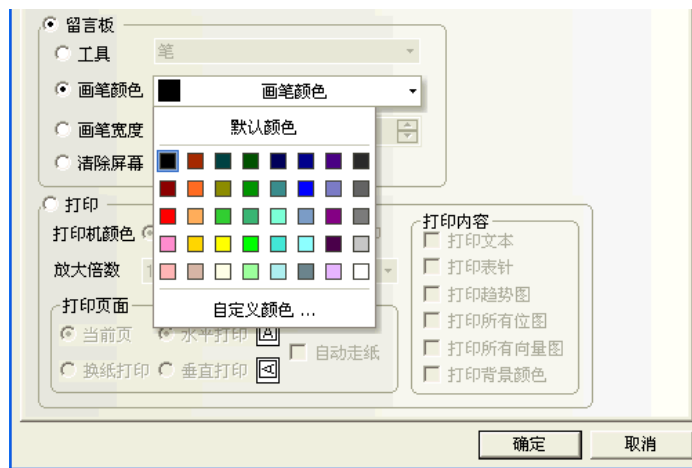 留言板
工具 笔
画笔颜色 画笔颜色
画笔宽度
清除屏幕
默认颜色
自定义颜色 ...
打印
打印机颜色
放大倍数 1
打印页面
当前页 水平打印 A
换纸打印 垂直打印 A
自动走纸
打印内容
打印文本
打印表针
打印趋势图
打印所有位图
打印所有向量图
打印背景颜色
确定 取消